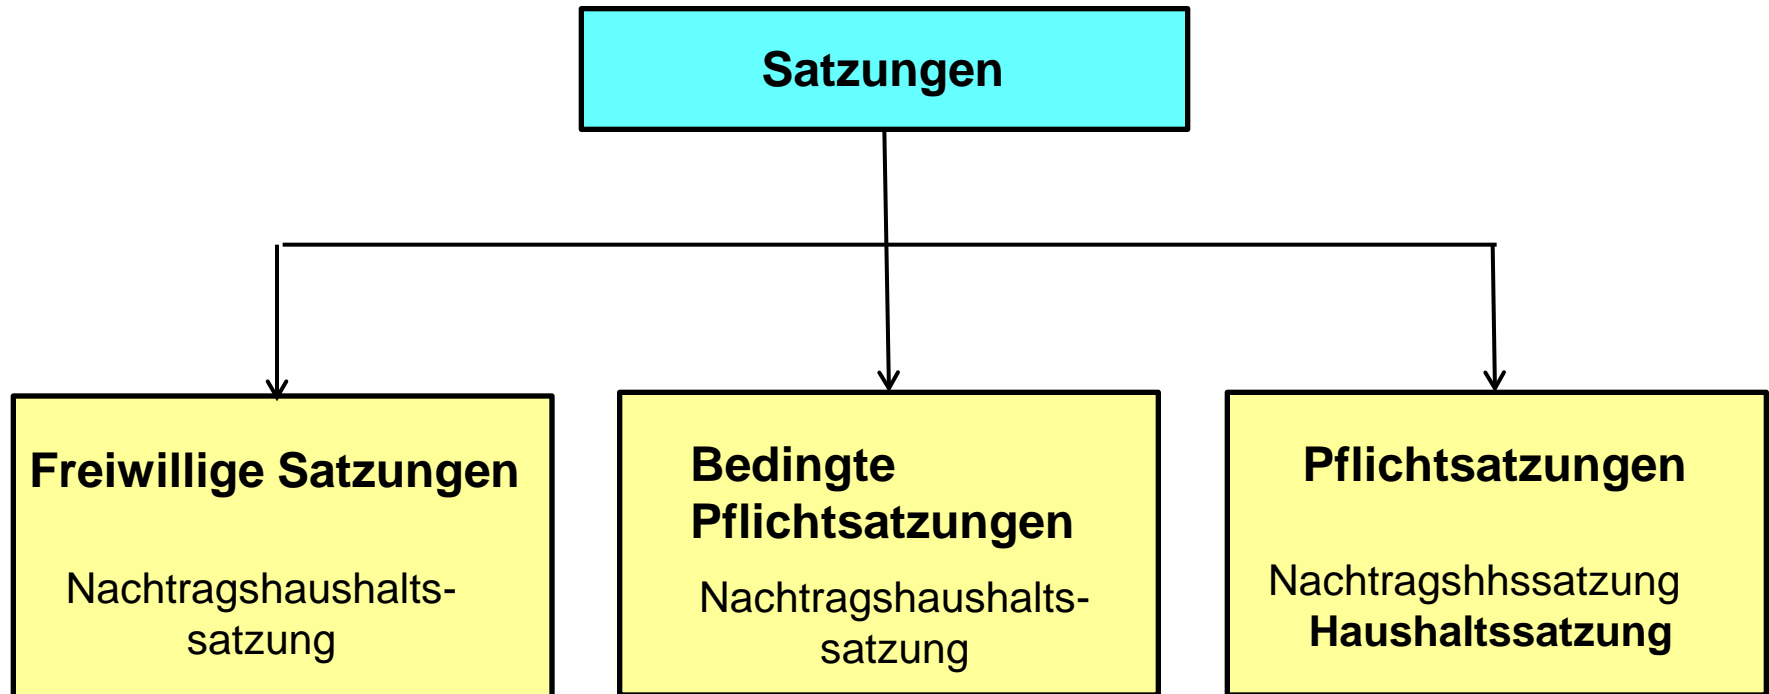 Satzungen
Freiwillige Satzungen
Nachtragshaushalts-
satzung
Bedingte
Pflichtsatzungen
Nachtragshaushalts-
satzung
Pflichtsatzungen
Nachtragshhssatzung
Haushaltssatzung